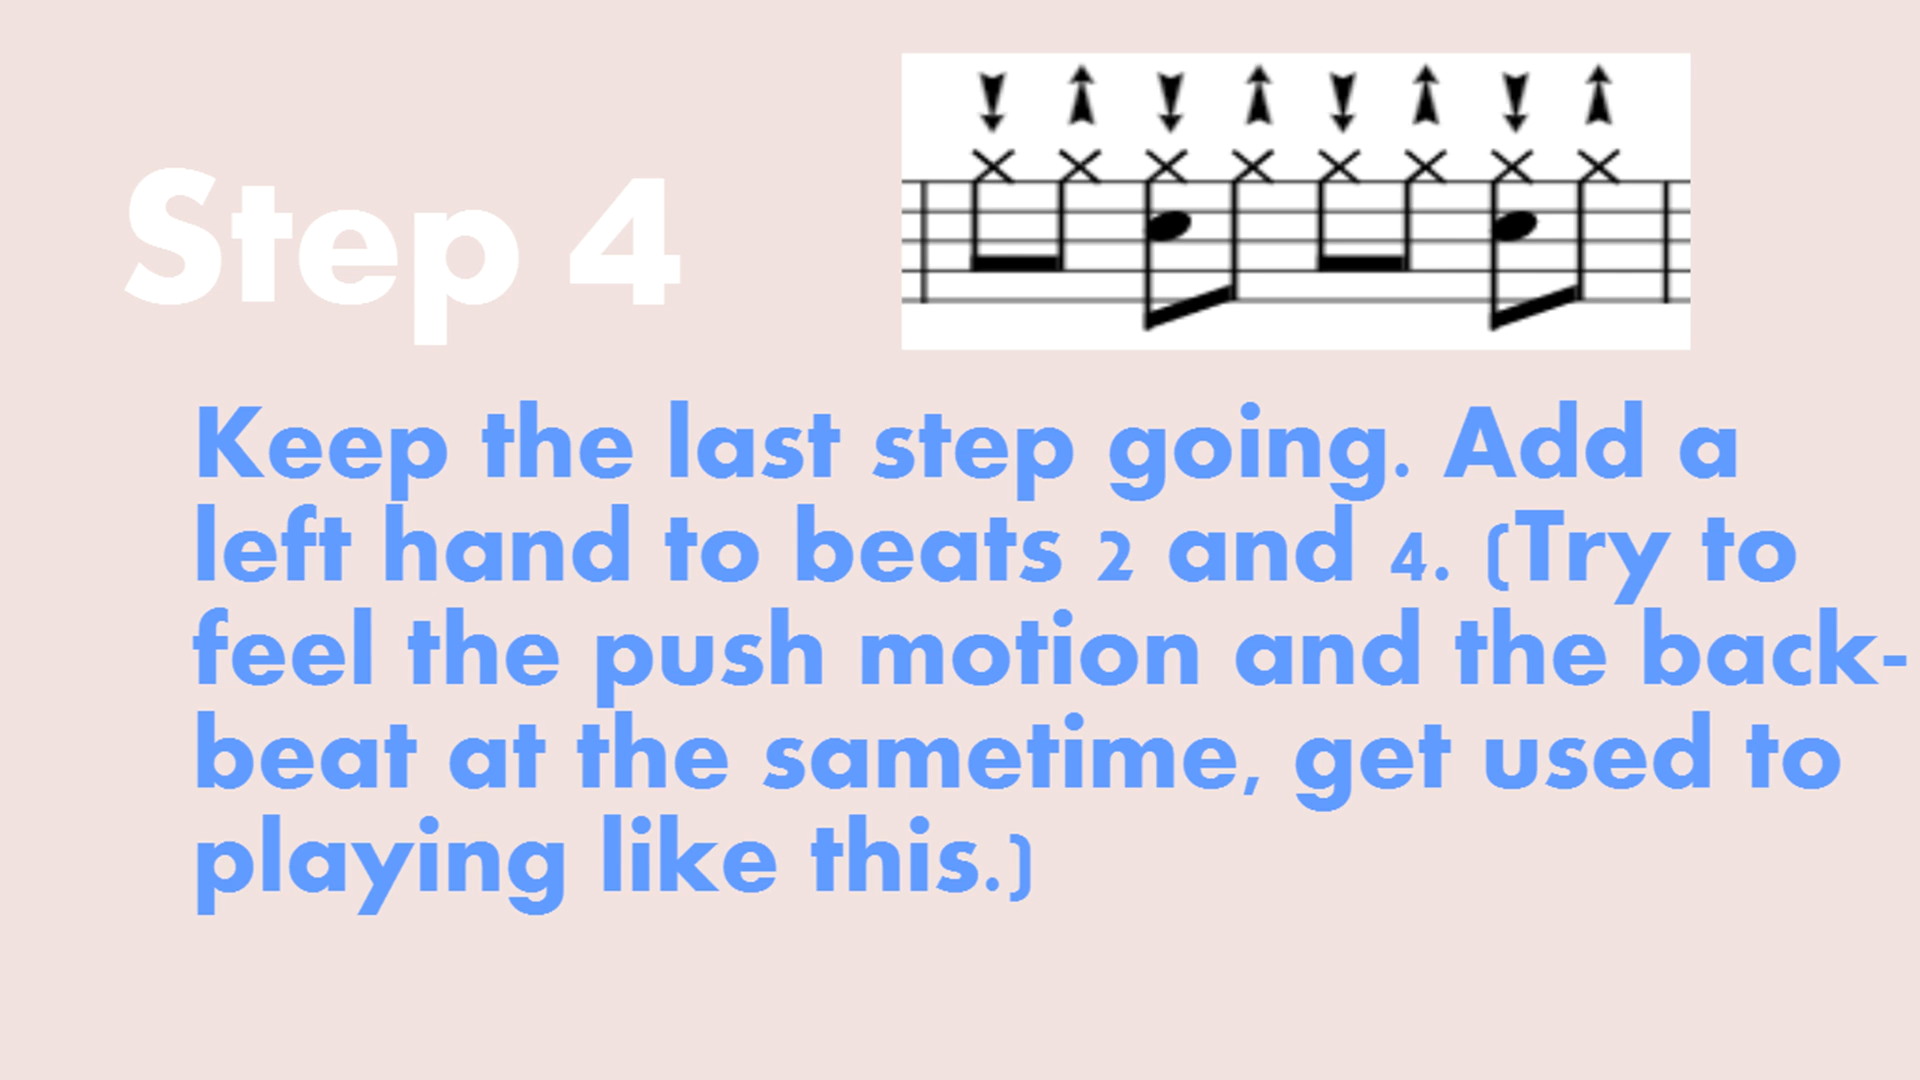 Step 4
Keep the last step going. Add a
left hand to beats 2 and 4. (Try to
feel the push motion and the back-
beat at the sametime, get used to
playing like this.)